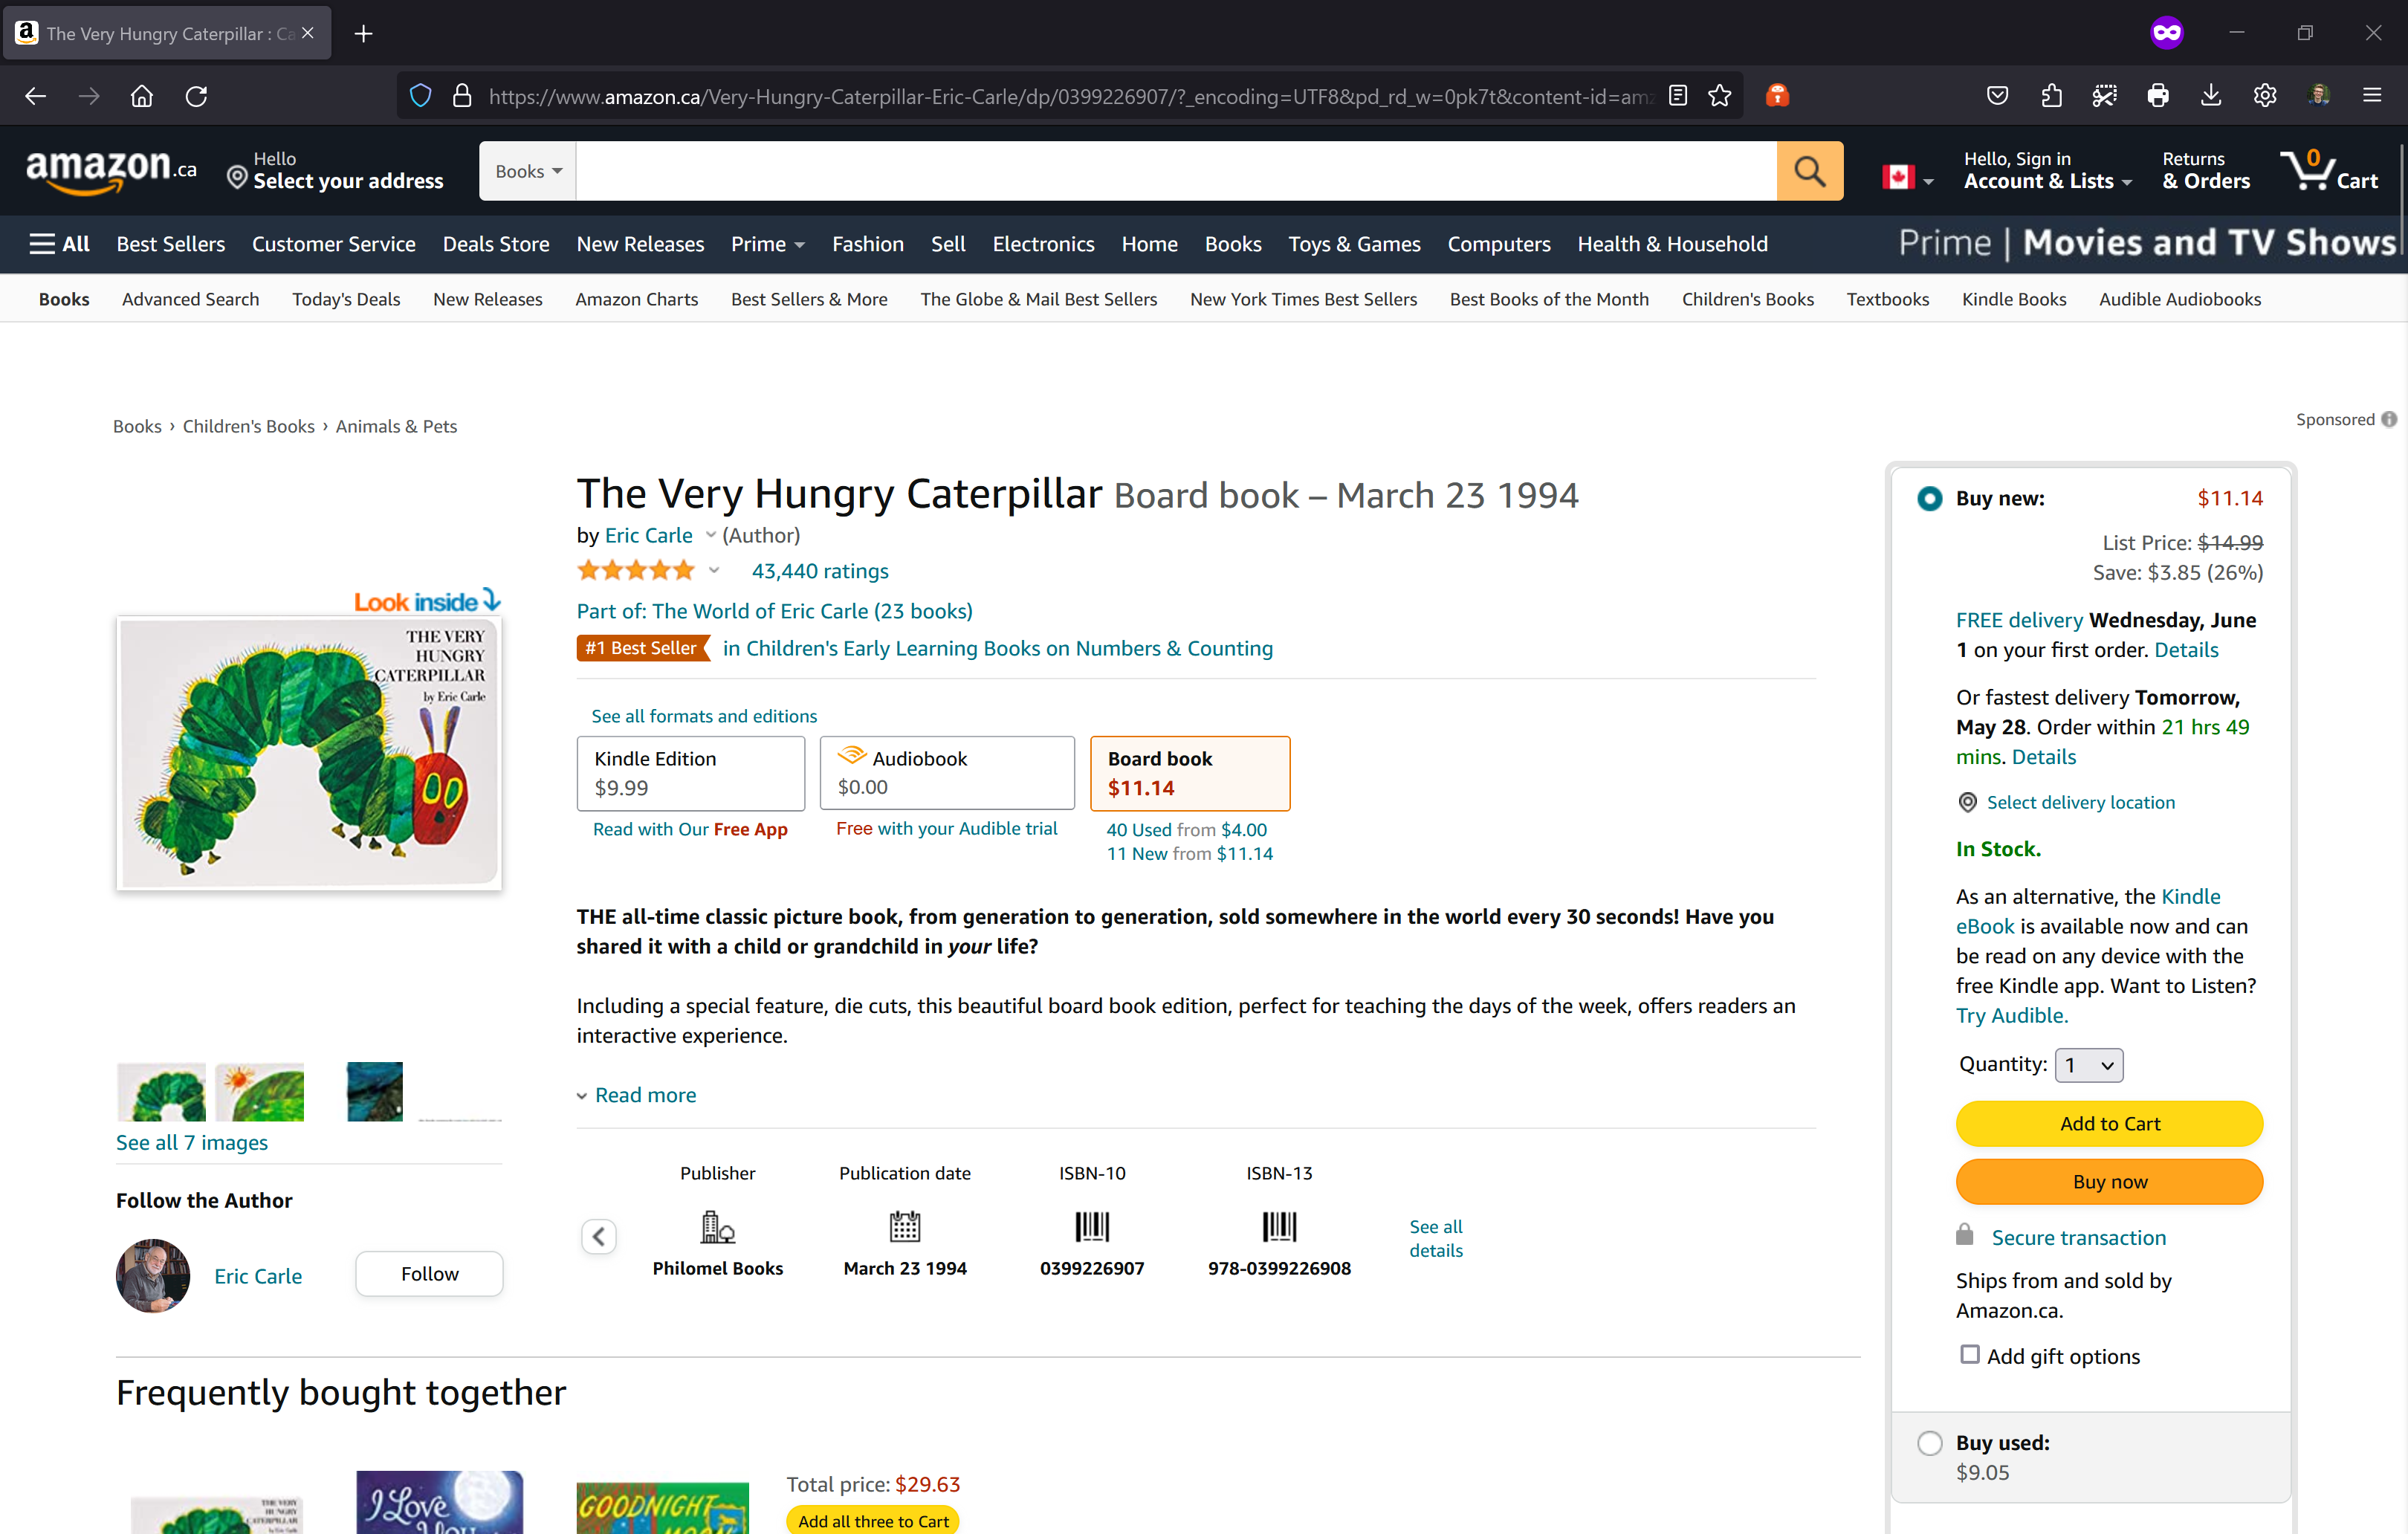 The Very Hungry Caterpillar : Ca
https://www.amazon.ca/Very-Hungry-Caterpillar-Eric-Carle/dp/0399226907/?_encoding=UTF8&pd_rd_w=0pk7t&content-id=amz
amazon.ca
Hello
Select your address
Books
Hello, Sign in
Account & Lists
Returns
& Orders
0
Cart
All Best Sellers Customer Service Deals Store New Releases Prime Fashion Sell Electronics Home Books Toys & Games Computers Health & Household
Prime | Movies and TV Shows
Books Advanced Search Today's Deals New Releases Amazon Charts Best Sellers & More The Globe & Mail Best Sellers New York Times Best Sellers Best Books of the Month Children's Books Textbooks Kindle Books Audible Audiobooks
Books › Children's Books › Animals & Pets
Sponsored
Look inside
THE VERY
HUNGRY
CATERPILLAR
by Eric Carle
See all 7 images
Follow the Author
Eric Carle
Follow
The Very Hungry Caterpillar Board book – March 23 1994
by Eric Carle (Author)
43,440 ratings
Part of: The World of Eric Carle (23 books)
#1 Best Seller in Children's Early Learning Books on Numbers & Counting
See all formats and editions
Kindle Edition
$9.99
Read with Our Free App
Audiobook
$0.00
Free with your Audible trial
Board book
$11.14
40 Used from $4.00
11 New from $11.14
THE all-time classic picture book, from generation to generation, sold somewhere in the world every 30 seconds! Have you
shared it with a child or grandchild in your life?
Including a special feature, die cuts, this beautiful board book edition, perfect for teaching the days of the week, offers readers an
interactive experience.
Read more
Publisher
Philomel Books
Publication date
March 23 1994
ISBN-10
0399226907
ISBN-13
978-0399226908
See all
details
Buy new: $11.14
List Price: $14.99
Save: $3.85 (26%)
FREE delivery Wednesday, June
1 on your first order. Details
Or fastest delivery Tomorrow,
May 28. Order within 21 hrs 49
mins. Details
Select delivery location
In Stock.
As an alternative, the Kindle
eBook is available now and can
be read on any device with the
free Kindle app. Want to Listen?
Try Audible.
Quantity: 1
Add to Cart
Buy now
Secure transaction
Ships from and sold by
Amazon.ca.
Add gift options
Buy used:
$9.05
Frequently bought together
THE VERY
HUNGRY
CATERPILLAR
I Love
You
GOODNIGHT
MOON
Total price: $29.63
Add all three to Cart